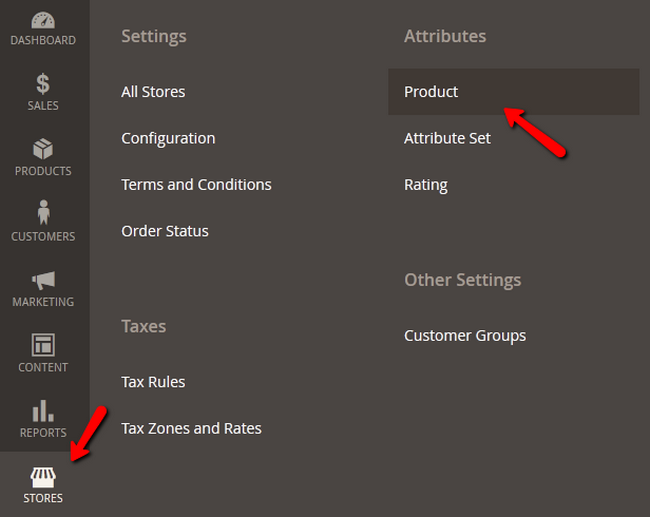 DASHBOARD
SALES
PRODUCTS
CUSTOMERS
MARKETING
CONTENT
REPORTS
STORES
Settings
All Stores
Configuration
Terms and Conditions
Order Status
Taxes
Tax Rules
Tax Zones and Rates
Attributes
Product
Attribute Set
Rating
Other Settings
Customer Groups